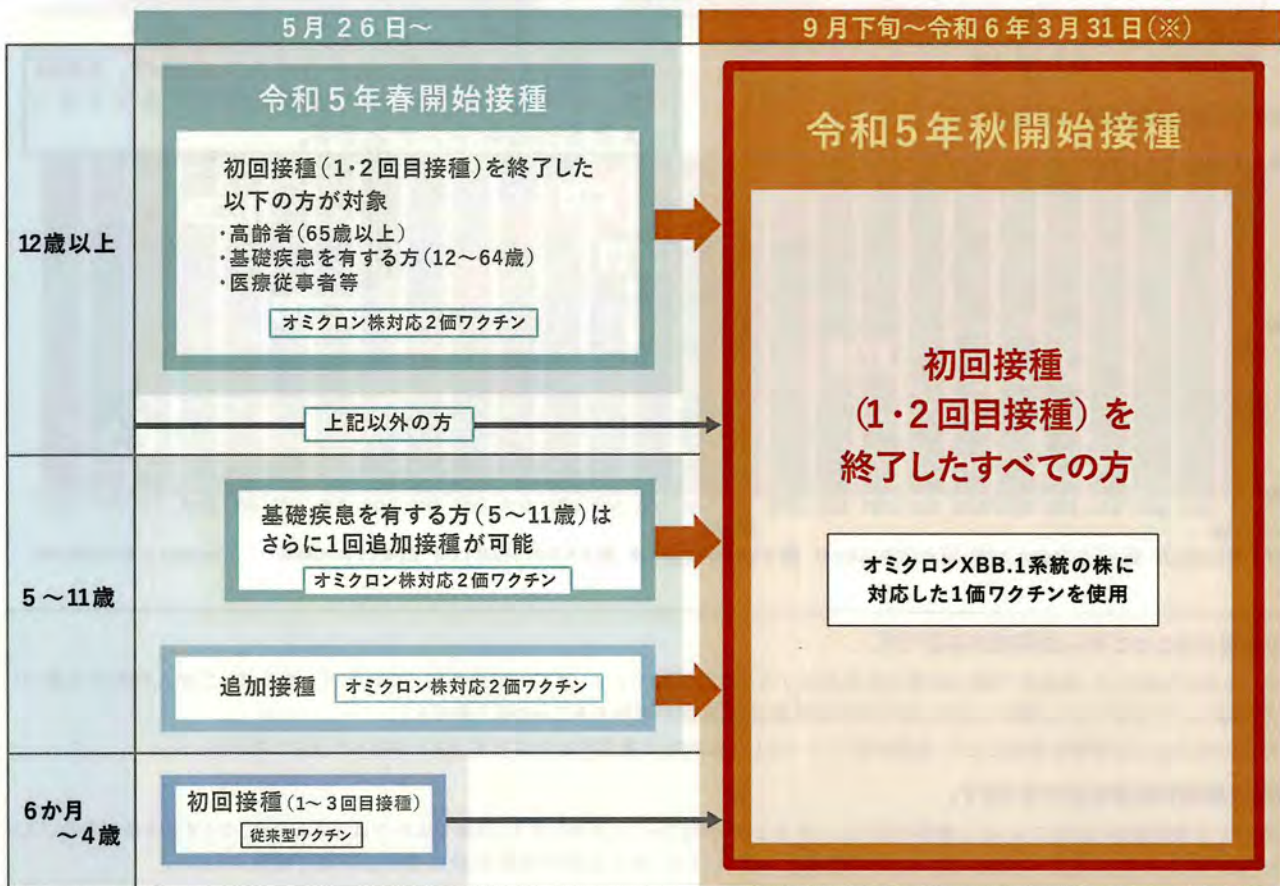 5月26日～
9月下旬～令和6年3月31日(※)
12歳以上
令和5年春開始接種
初回接種(1・2回目接種)を終了した
以下の方が対象
・高齢者(65歳以上)
・基礎疾患を有する方(12～64歳)
・医療従事者等
オミクロン株対応2価ワクチン
上記以外の方
5～11歳
基礎疾患を有する方(5～11歳)は
さらに1回追加接種が可能
オミクロン株対応2価ワクチン
追加接種
オミクロン株対応2価ワクチン
6か月
～4歳
初回接種(1～3回目接種)
従来型ワクチン
令和5年秋開始接種
初回接種
(1・2回目接種)を
終了したすべての方
オミクロンXBB.1系統の株に
対応した1価ワクチンを使用